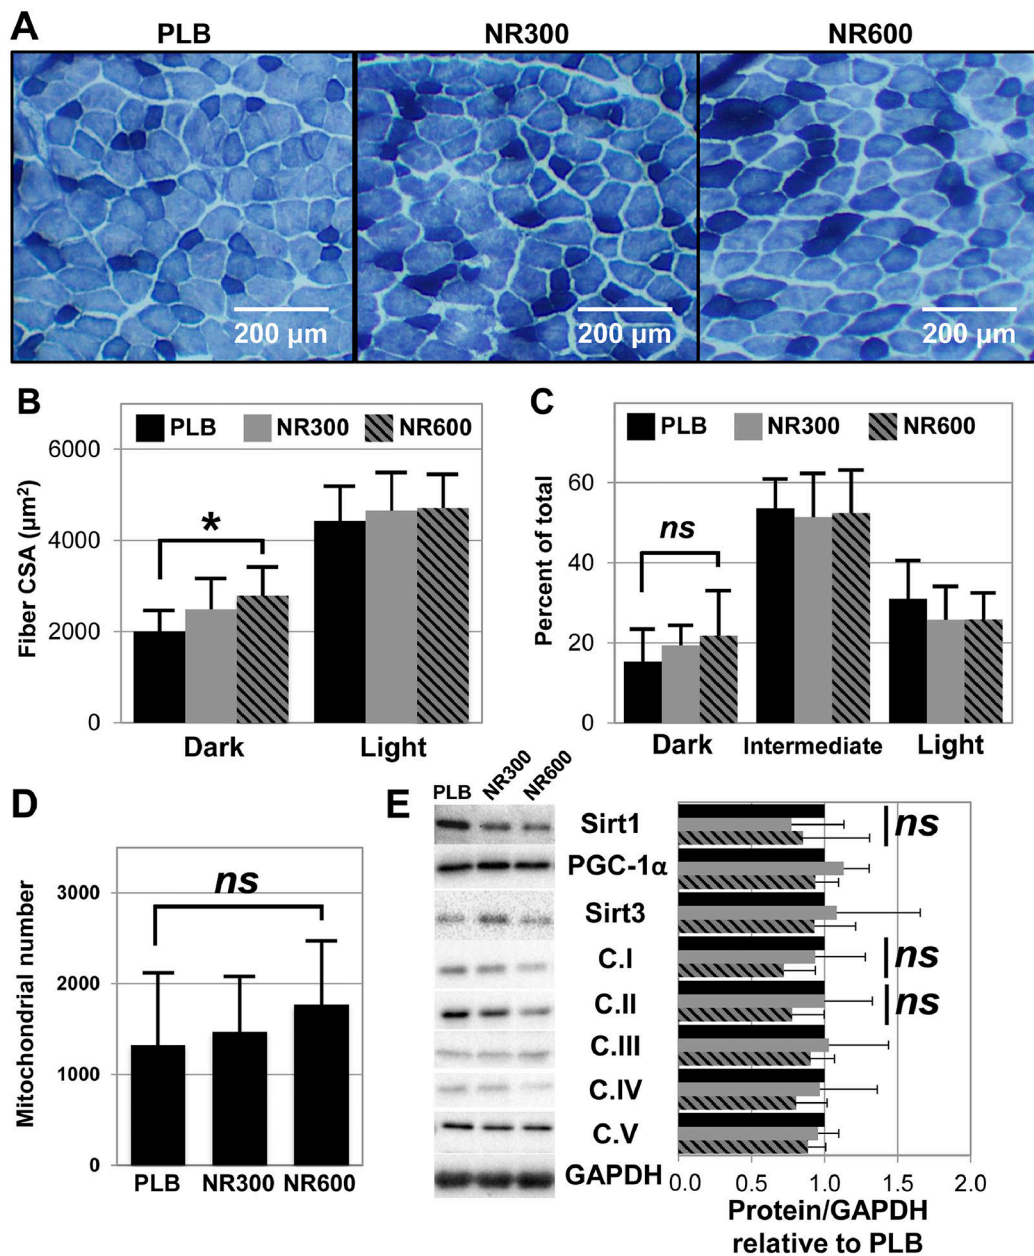 A
PLB NR300 NR600
200 µm 200 µm 200 µm
B
PLB NR300 NR600
Fiber CSA (µm²)
6000
4000
2000
0
*
Dark Light
C
PLB NR300 NR600
Percent of total
60
40
20
0
ns
Dark Intermediate Light
D
Mitochondrial number
3000
2000
1000
0
ns
PLB NR300 NR600
E
PLB NR300 NR600
Sirt1
PGC-1α
Sirt3
C.I
C.II
C.III
C.IV
C.V
GAPDH
ns
ns
ns
0.0 0.5 1.0 1.5 2.0
Protein/GAPDH
relative to PLB